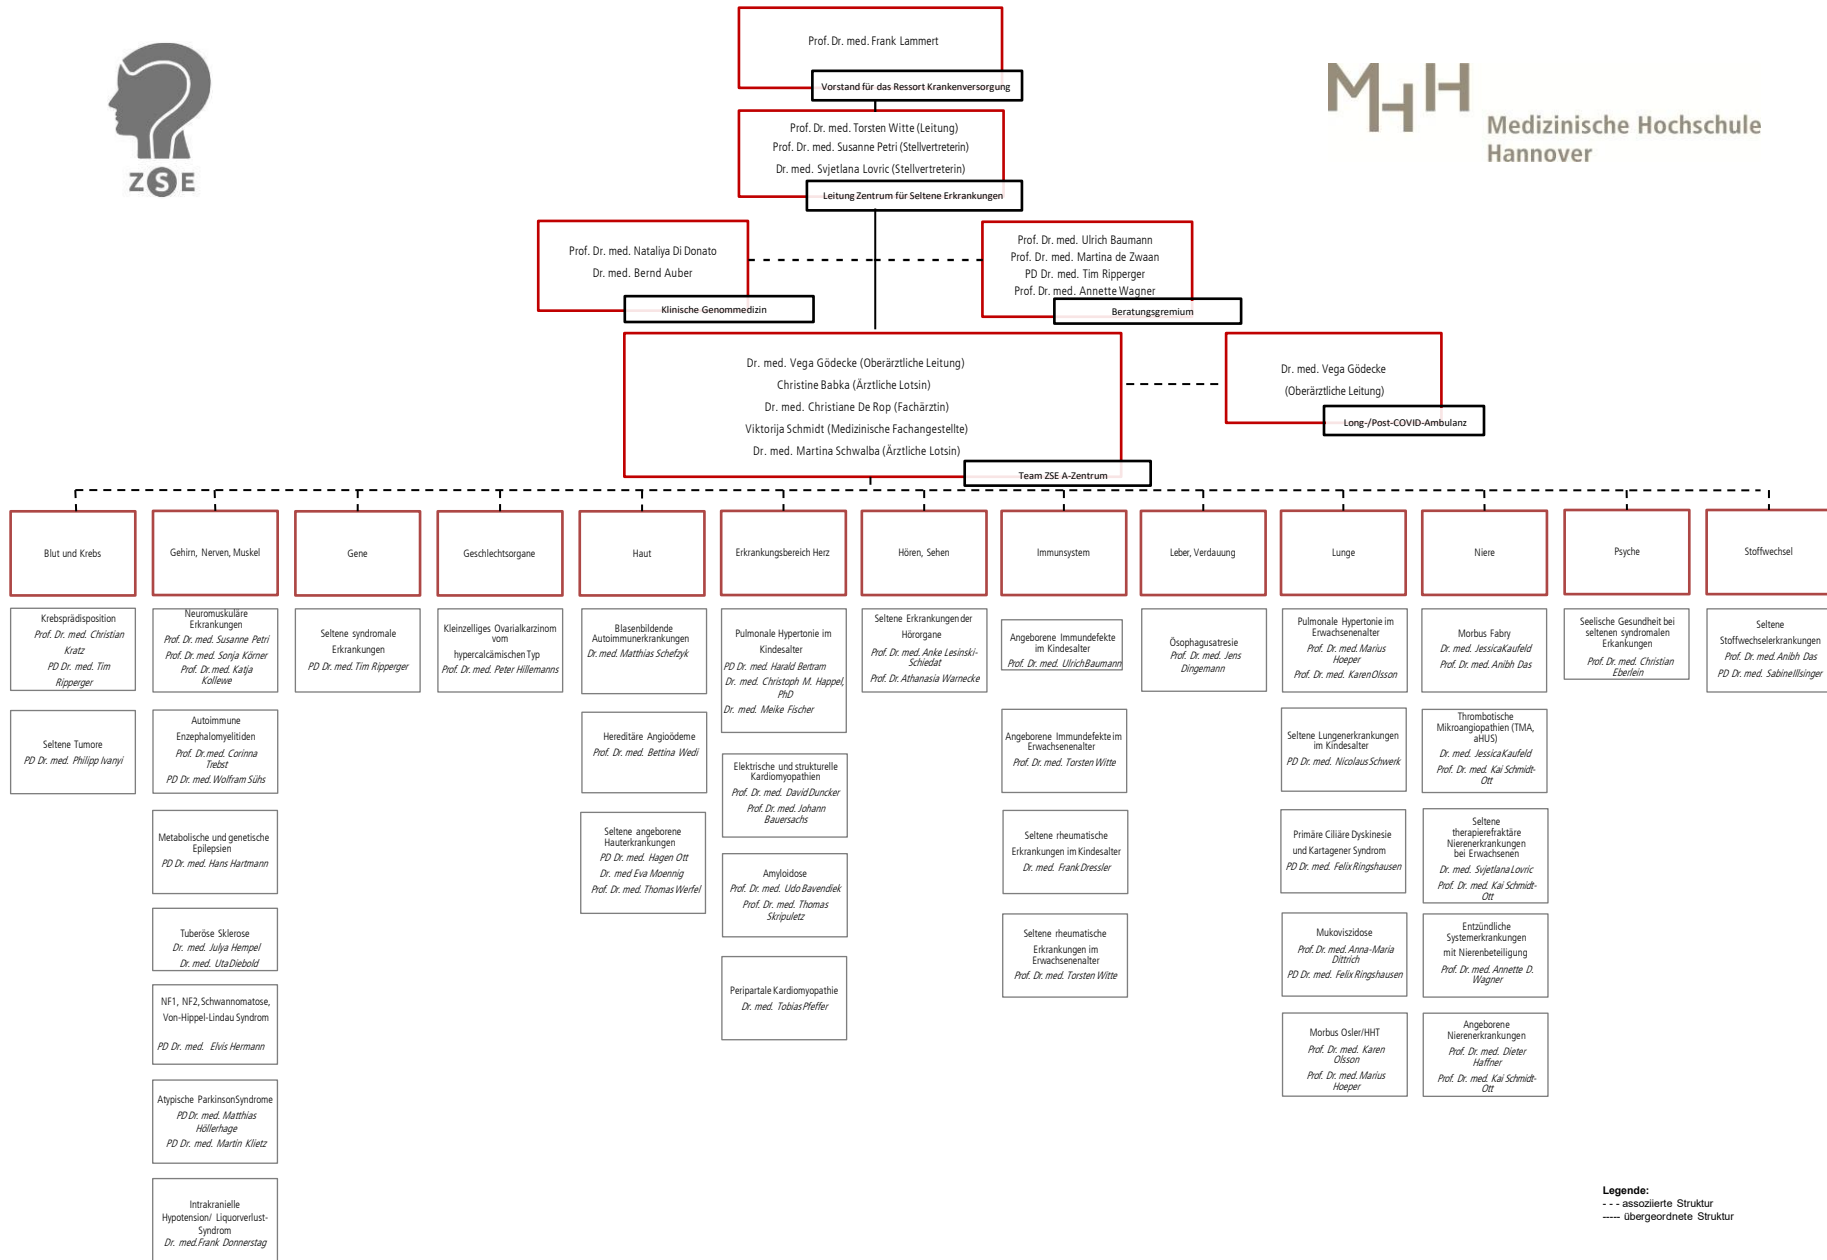 ZSE
MHH
Medizinische Hochschule
Hannover
Prof. Dr. med. Frank Lammert
Vorstand für das Ressort Krankenversorgung
Prof. Dr. med. Torsten Witte (Leitung)
Prof. Dr. med. Susanne Petri (Stellvertreterin)
Dr. med. Svjetlana Lovric (Stellvertreterin)
Leitung Zentrum für Seltene Erkrankungen
Prof. Dr. med. Nataliya Di Donato
Dr. med. Bernd Auber
Klinische Genommedizin
Prof. Dr. med. Ulrich Baumann
Prof. Dr. med. Martina de Zwaan
PD Dr. med. Tim Ripperger
Prof. Dr. med. Annette Wagner
Beratungsgremium
Dr. med. Vega Gödecke (Oberärztliche Leitung)
Christine Babka (Ärztliche Lotsin)
Dr. med. Christiane De Rop (Fachärztin)
Viktorija Schmidt (Medizinische Fachangestellte)
Dr. med. Martina Schwalba (Ärztliche Lotsin)
Team ZSE A-Zentrum
Dr. med. Vega Gödecke
(Oberärztliche Leitung)
Long-/Post-COVID-Ambulanz
Blut und Krebs
Krebsprädisposition
Prof. Dr. med. Christian
Kratz
PD Dr. med. Tim
Ripperger
Seltene Tumore
PD Dr. med. Philipp Ivanyi
Gehirn, Nerven, Muskel
Neuromuskuläre
Erkrankungen
Prof. Dr. med. Susanne Petri
Prof. Dr. med. Sonja Körner
Prof. Dr. med. Katja
Kollewe
Autoimmune
Enzephalomyelitiden
Prof. Dr. med. Corinna
Trebst
PD Dr. med. Wolfram Sühs
Metabolische und genetische
Epilepsien
PD Dr. med. Hans Hartmann
Tuberöse Sklerose
Dr. med. Julya Hempel
Dr. med. Uta Diebold
NF1, NF2, Schwannomatose,
Von-Hippel-Lindau Syndrom
PD Dr. med. Elvis Hermann
Atypische Parkinson Syndrome
PD Dr. med. Matthias
Höllerhage
PD Dr. med. Martin Klietz
Intrakranielle
Hypotension/ Liquorverlust-
Syndrom
Dr. med. Frank Donnerstag
Gene
Seltene syndromale
Erkrankungen
PD Dr. med. Tim Ripperger
Geschlechtsorgane
Kleinzelliges Ovarialkarzinom
vom
hypercalcämischen Typ
Prof. Dr. med. Peter Hillemanns
Haut
Blasenbildende
Autoimmunerkrankungen
Dr. med. Matthias Schefzyk
Hereditäre Angioödeme
Prof. Dr. med. Bettina Wedi
Seltene angeborene
Hauterkrankungen
PD Dr. med. Hagen Ott
Dr. med Eva Moennig
Prof. Dr. med. Thomas Werfel
Erkrankungsbereich Herz
Pulmonale Hypertonie im
Kindesalter
PD Dr. med. Harald Bertram
Dr. med. Christoph M. Happel,
PhD
Dr. med. Meike Fischer
Elektrische und strukturelle
Kardiomyopathien
Prof. Dr. med. David Duncker
Prof. Dr. med. Johann
Bauersachs
Amyloidose
Prof. Dr. med. Udo Bavendiek
Prof. Dr. med. Thomas
Skripuletz
Peripartale Kardiomyopathie
Dr. med. Tobias Pfeffer
Hören, Sehen
Seltene Erkrankungen der
Hörorgane
Prof. Dr. med. Anke Lesinski-
Schiedat
Prof. Dr. Athanasia Warnecke
Immunsystem
Angeborene Immundefekte
im Kindesalter
Prof. Dr. med. Ulrich Baumann
Angeborene Immundefekte im
Erwachsenenalter
Prof. Dr. med. Torsten Witte
Seltene rheumatische
Erkrankungen im Kindesalter
Dr. med. Frank Dressler
Seltene rheumatische
Erkrankungen im
Erwachsenenalter
Prof. Dr. med. Torsten Witte
Leber, Verdauung
Ösophagusatresie
Prof. Dr. med. Jens
Dingemann
Lunge
Pulmonale Hypertonie im
Erwachsenenalter
Prof. Dr. med. Marius
Hoeper
Prof. Dr. med. Karen Olsson
Seltene Lungenerkrankungen
im Kindesalter
PD Dr. med. Nicolaus Schwerk
Primäre Ciliäre Dyskinesie
und Kartagener Syndrom
PD Dr. med. Felix Ringshausen
Mukoviszidose
Prof. Dr. med. Anna-Maria
Dittrich
PD Dr. med. Felix Ringshausen
Morbus Osler/HHT
Prof. Dr. med. Karen
Olsson
Prof. Dr. med. Marius
Hoeper
Niere
Morbus Fabry
Dr. med. Jessica Kaufeld
Prof. Dr. med. Anibh Das
Thrombotische
Mikroangiopathien (TMA,
aHUS)
Dr. med. Jessica Kaufeld
Prof. Dr. med. Kai Schmidt-
Ott
Seltene
therapierefraktäre
Nierenerkrankungen
bei Erwachsenen
Dr. med. Svjetlana Lovric
Prof. Dr. med. Kai Schmidt-
Ott
Entzündliche
Systemerkrankungen
mit Nierenbeteiligung
Prof. Dr. med. Annette D.
Wagner
Angeborene
Nierenerkrankungen
Prof. Dr. med. Dieter
Haffner
Prof. Dr. med. Kai Schmidt-
Ott
Psyche
Seelische Gesundheit bei
seltenen syndromalen
Erkankungen
Prof. Dr. med. Christian
Eberlein
Stoffwechsel
Seltene
Stoffwechselerkrankungen
Prof. Dr. med. Anibh Das
PD Dr. med. Sabine Illsinger
Legende:
- - - assoziierte Struktur
----- übergeordnete Struktur